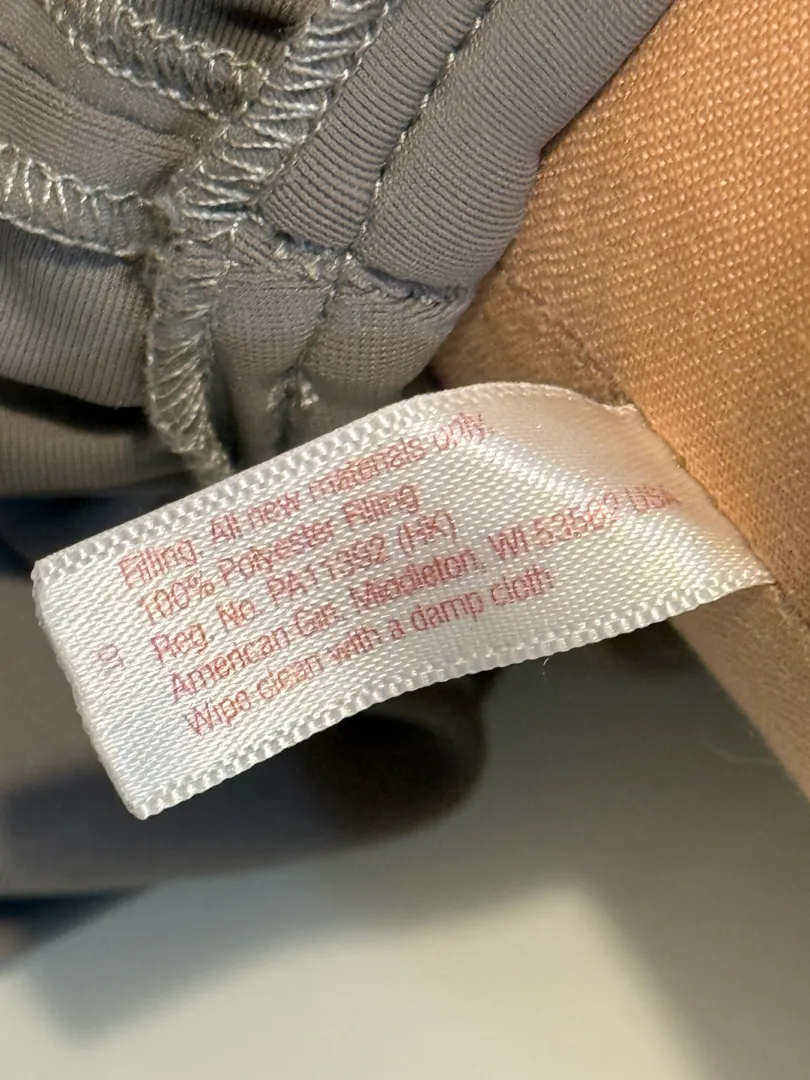 Filling: All new materials only.
100% Polyester Filling
Reg. No. PA11992 (HK)
American Girl, Middleton, WI 53562 USA
Wipe clean with a damp cloth